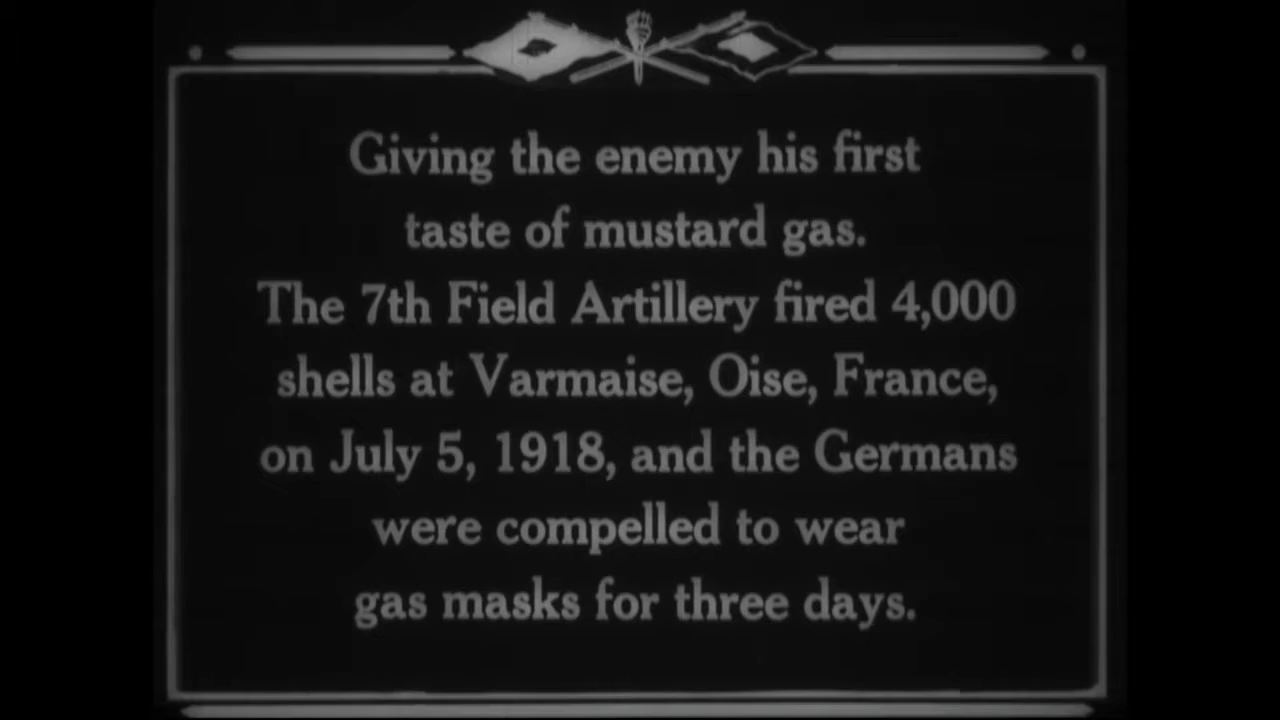 Giving the enemy his first
taste of mustard gas.
The 7th Field Artillery fired 4,000
shells at Varmaise, Oise, France,
on July 5, 1918, and the Germans
were compelled to wear
gas masks for three days.